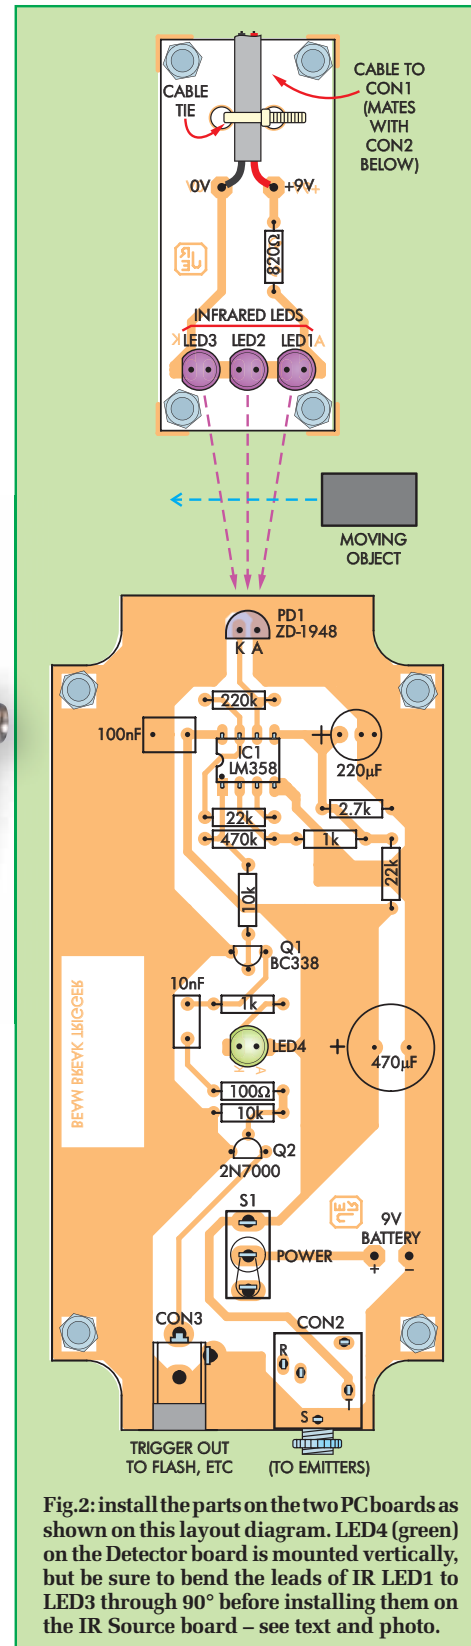 CABLE TO
CON1
(MATES
WITH
CON2
BELOW)
CABLE
TIE
0V
+9V
820Ω
INFRARED LEDS
K
A
LED3
LED2
LED1
MOVING
OBJECT
PD1
ZD-1948
K A
220k
100nF
+
IC1
LM358
220µF
2.7k
22k
470k
1k
22k
10k
Q1
BC338
10nF
1k
BEAM BREAK TRIGGER
LED4
K
A
+
470µF
100Ω
10k
Q2
2N7000
S1
9V
BATTERY
POWER
+
–
CON3
CON2
R
T
S
TRIGGER OUT
TO FLASH, ETC
(TO EMITTERS)
Fig.2: install the parts on the two PC boards as
shown on this layout diagram. LED4 (green)
on the Detector board is mounted vertically,
but be sure to bend the leads of IR LED1 to
LED3 through 90° before installing them on
the IR Source board – see text and photo.